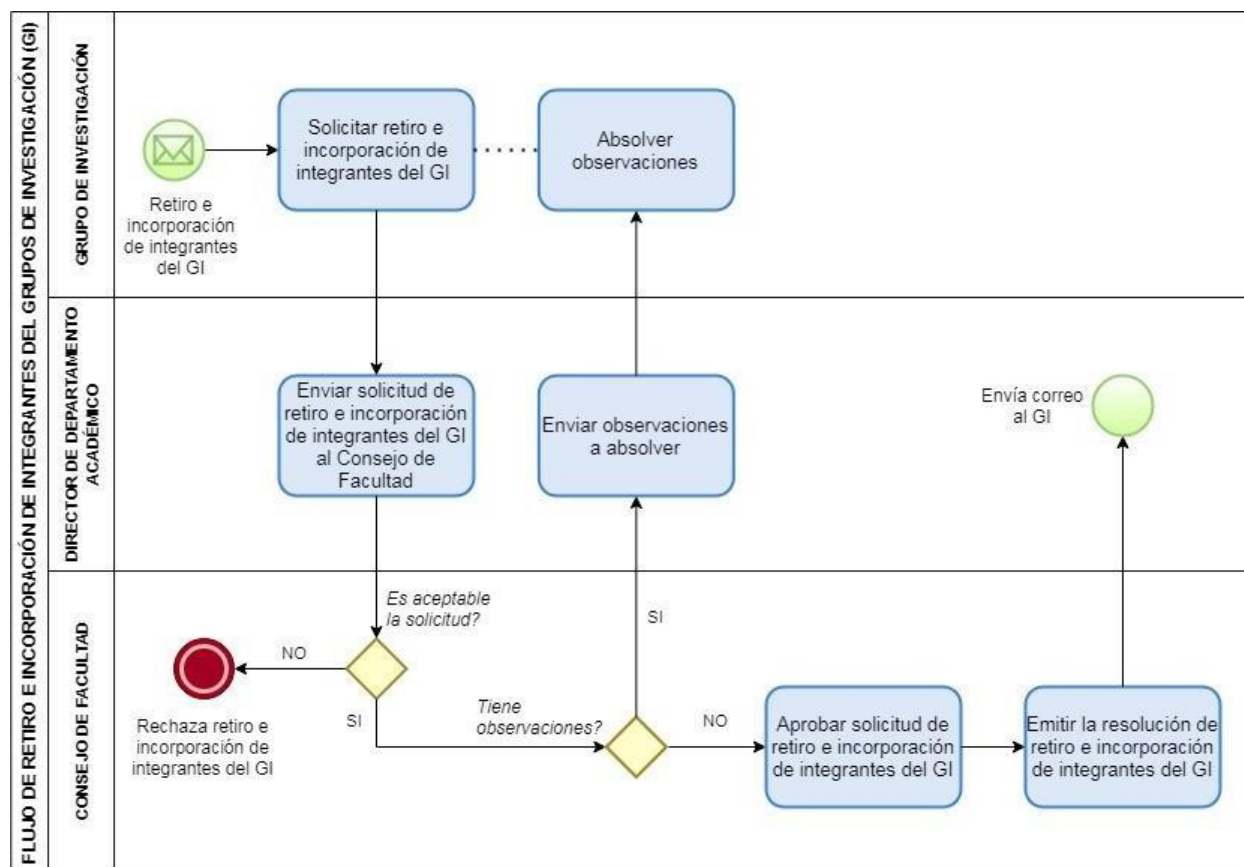 FLUJO DE RETIRO E INCORPORACIÓN DE INTEGRANTES DEL GRUPOS DE INVESTIGACIÓN (GI)
GRUPO DE INVESTIGACIÓN
Retiro e
incorporación
de integrantes
del GI
Solicitar retiro e
incorporación de
integrantes del GI
Absolver
observaciones
DIRECTOR DE DEPARTAMENTO
ACADÉMICO
Enviar solicitud de
retiro e incorporación
de integrantes del GI
al Consejo de
Facultad
Enviar observaciones
a absolver
Envía correo
al GI
CONSEJO DE FACULTAD
Es aceptable
la solicitud?
NO
Rechaza retiro e
incorporación de
integrantes del GI
SI
Tiene
observaciones?
SI
NO
Aprobar solicitud de
retiro e incorporación
de integrantes del GI
Emitir la resolución de
retiro e incorporación
de integrantes del GI